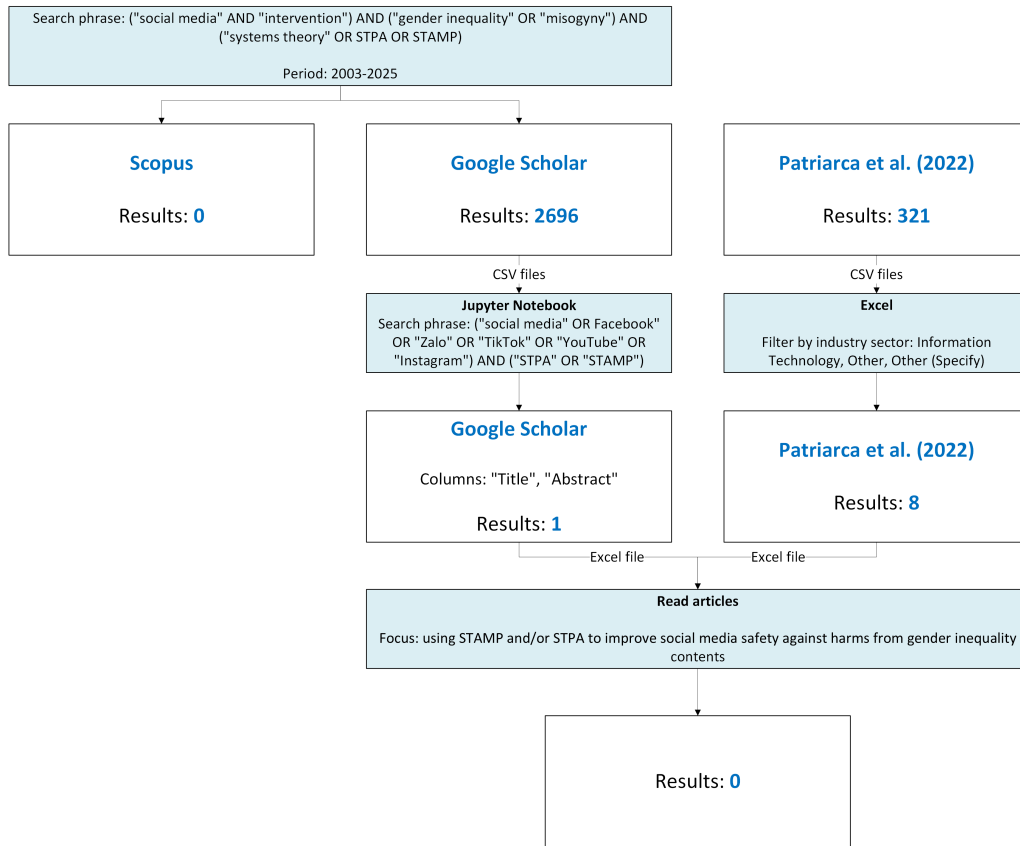 Search phrase: ("social media" AND "intervention") AND ("gender inequality" OR "misogyny") AND
("systems theory" OR STPA OR STAMP)
Period: 2003-2025
Scopus
Results: 0
Google Scholar
Results: 2696
Patriarca et al. (2022)
Results: 321
CSV files
CSV files
Jupyter Notebook
Search phrase: ("social media" OR Facebook"
OR "Zalo" OR "TikTok" OR "YouTube" OR
"Instagram") AND ("STPA" OR "STAMP")
Excel
Filter by industry sector: Information
Technology, Other, Other (Specify)
Google Scholar
Columns: "Title", "Abstract"
Results: 1
Patriarca et al. (2022)
Results: 8
Excel file
Excel file
Read articles
Focus: using STAMP and/or STPA to improve social media safety against harms from gender inequality
contents
Results: 0